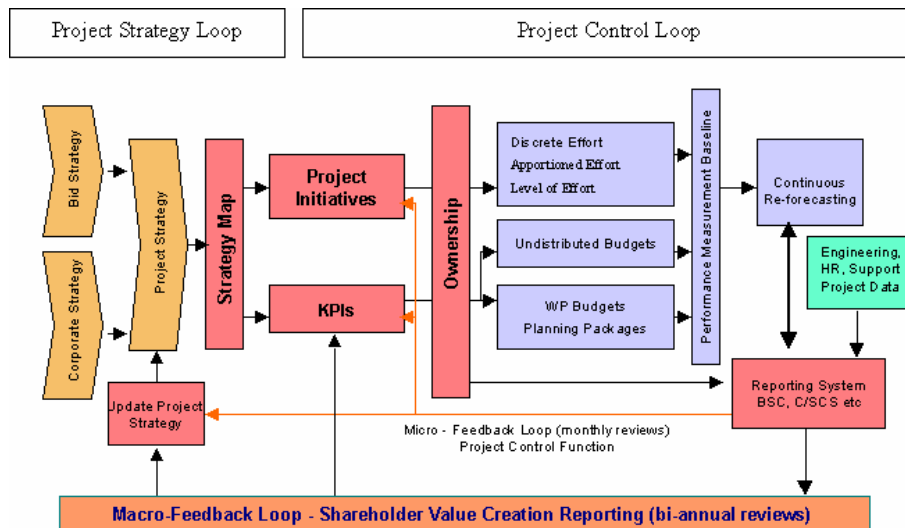 Project Strategy Loop
Project Control Loop
Bid Strategy
Corporate Strategy
Project Strategy
Strategy Map
Project
Initiatives
KPIs
Ownership
Discrete Effort
Apportioned Effort
Level of Effort
Undistributed Budgets
WP Budgets
Planning Packages
Performance Measurement Baseline
Continuous
Re-forecasting
Engineering,
HR, Support
Project Data
Reporting System
BSC, C/SCS etc
Update Project
Strategy
Micro - Feedback Loop (monthly reviews)
Project Control Function
Macro-Feedback Loop - Shareholder Value Creation Reporting (bi-annual reviews)